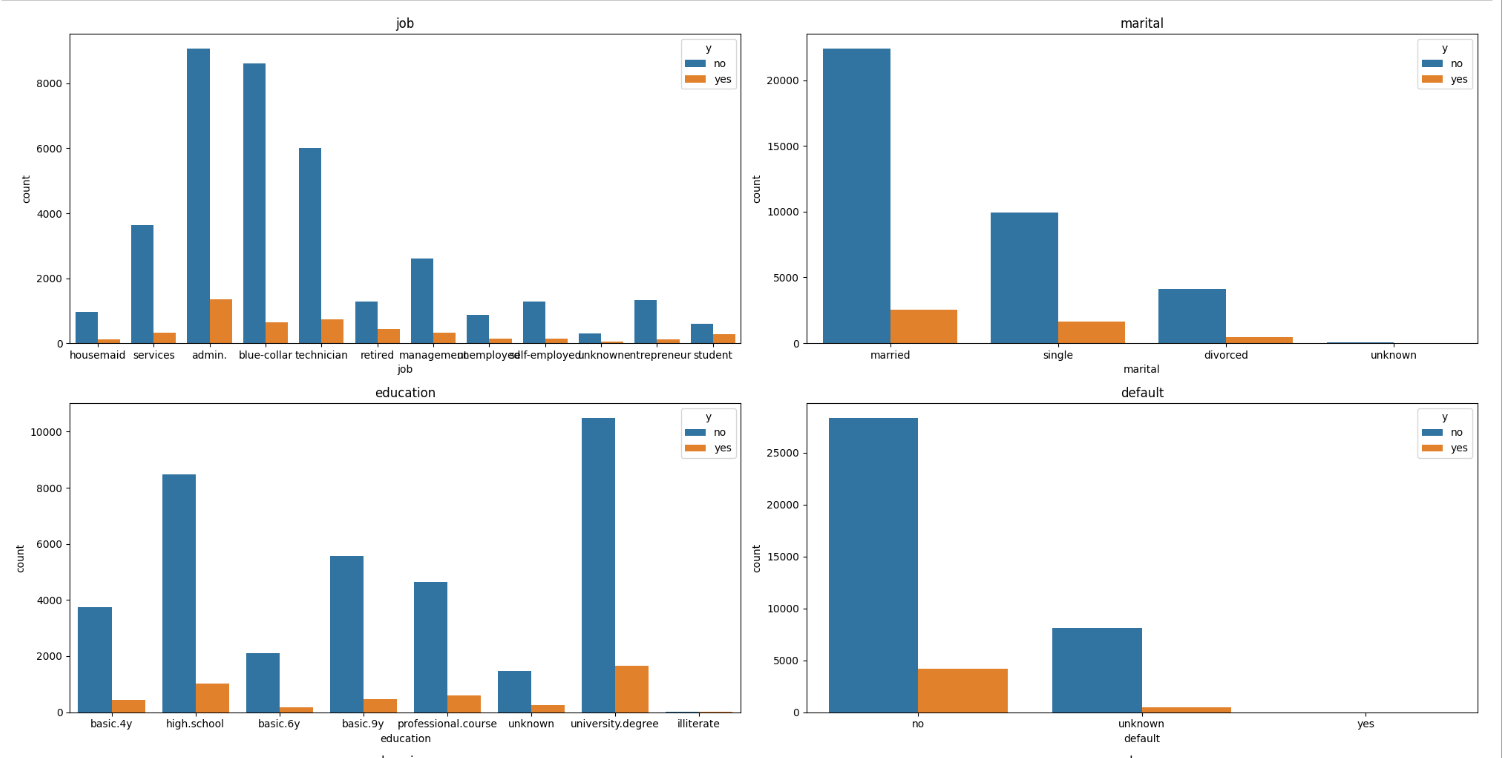 job
y
no
yes
8000
6000
4000
2000
0
count
housemaid services admin. blue-collar technician retired management unemployed self-employed unknown entrepreneur student
job
marital
y
no
yes
20000
15000
10000
5000
0
count
married single divorced unknown
marital
education
y
no
yes
10000
8000
6000
4000
2000
0
count
basic.4y high.school basic.6y basic.9y professional.course unknown university.degree illiterate
education
default
y
no
yes
25000
20000
15000
10000
5000
0
count
no unknown yes
default